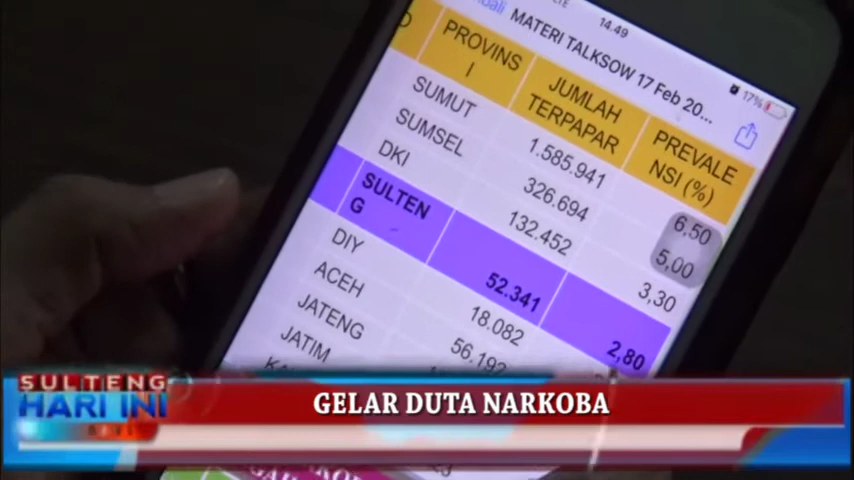 14.49
17%
MATERI TALKSOW 17 Feb 20...
PROVINS
I
JUMLAH
TERPAPAR
PREVALE
NSI (%)
SUMUT 1.585.941 6,50
SUMSEL 326.694 5,00
DKI 132.452 3,30
SULTEN
G 52.341 2,80
DIY 18.082
ACEH 56.192
JATENG
JATIM
SULTENG
HARI INI
GELAR DUTA NARKOBA